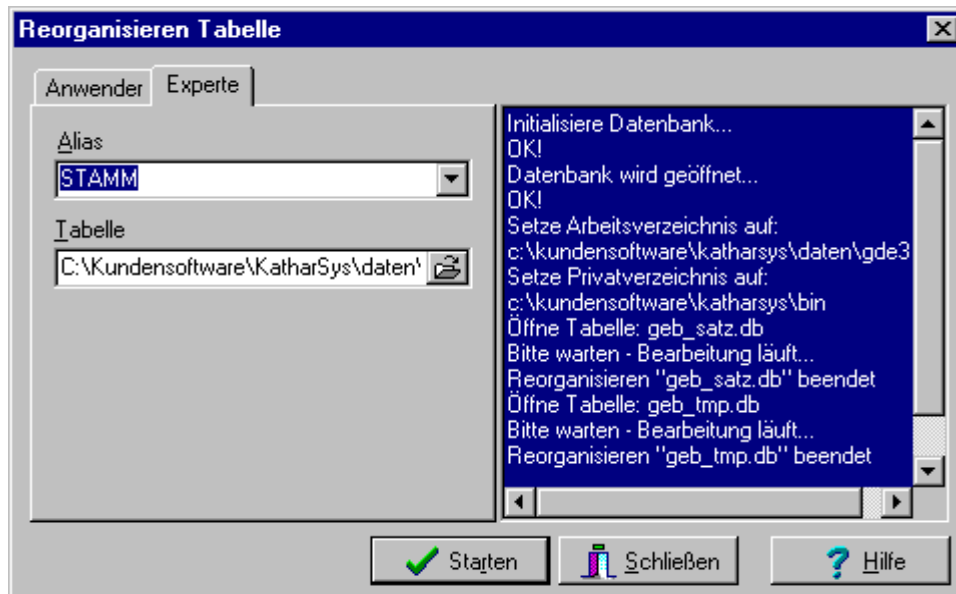 Reorganisieren Tabelle
Anwender
Experte
Alias
STAMM
Tabelle
C:\Kundensoftware\KatharSys\daten\
Initialisiere Datenbank...
OK!
Datenbank wird geöffnet...
OK!
Setze Arbeitsverzeichnis auf:
c:\kundensoftware\katharsys\daten\gde3
Setze Privatverzeichnis auf:
c:\kundensoftware\katharsys\bin
Öffne Tabelle: geb_satz.db
Bitte warten - Bearbeitung läuft...
Reorganisieren "geb_satz.db" beendet
Öffne Tabelle: geb_tmp.db
Bitte warten - Bearbeitung läuft...
Reorganisieren "geb_tmp.db" beendet
Starten
Schließen
Hilfe